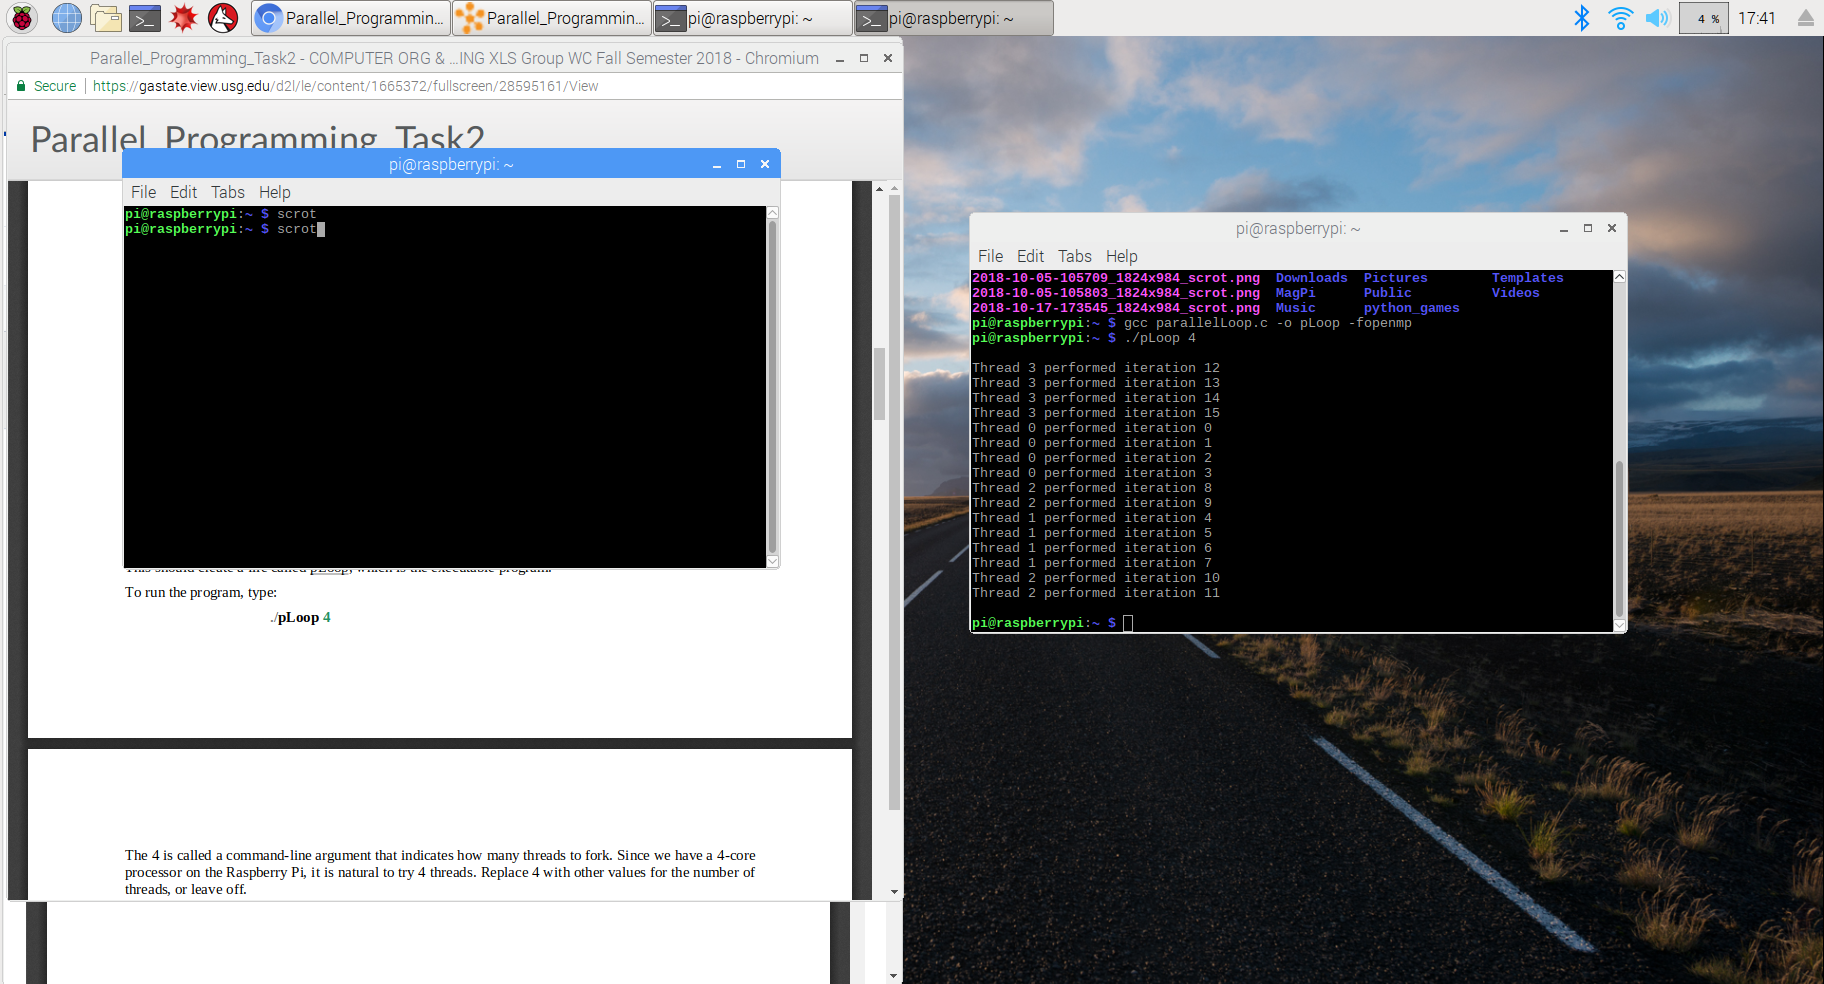 Parallel_Programmin...
Parallel_Programmin...
pi@raspberrypi: ~
pi@raspberrypi: ~
4 %
17:41
Parallel_Programming_Task2 - COMPUTER ORG & ...ING XLS Group WC Fall Semester 2018 - Chromium
Secure
https://gastate.view.usg.edu/d2l/le/content/1665372/fullscreen/28595161/View
Parallel_Programming_Task2
pi@raspberrypi: ~
File Edit Tabs Help
pi@raspberrypi:~ $ scrot
pi@raspberrypi:~ $ scrot
This should create a file called pLoop, which is the executable program.
To run the program, type:
./pLoop 4
The 4 is called a command-line argument that indicates how many threads to fork. Since we have a 4-core
processor on the Raspberry Pi, it is natural to try 4 threads. Replace 4 with other values for the number of
threads, or leave off.
pi@raspberrypi: ~
File Edit Tabs Help
2018-10-05-105709_1824x984_scrot.png Downloads Pictures Templates
2018-10-05-105803_1824x984_scrot.png MagPi Public Videos
2018-10-17-173545_1824x984_scrot.png Music python_games
pi@raspberrypi:~ $ gcc parallelLoop.c -o pLoop -fopenmp
pi@raspberrypi:~ $ ./pLoop 4
Thread 3 performed iteration 12
Thread 3 performed iteration 13
Thread 3 performed iteration 14
Thread 3 performed iteration 15
Thread 0 performed iteration 0
Thread 0 performed iteration 1
Thread 0 performed iteration 2
Thread 0 performed iteration 3
Thread 2 performed iteration 8
Thread 2 performed iteration 9
Thread 1 performed iteration 4
Thread 1 performed iteration 5
Thread 1 performed iteration 6
Thread 1 performed iteration 7
Thread 2 performed iteration 10
Thread 2 performed iteration 11
pi@raspberrypi:~ $